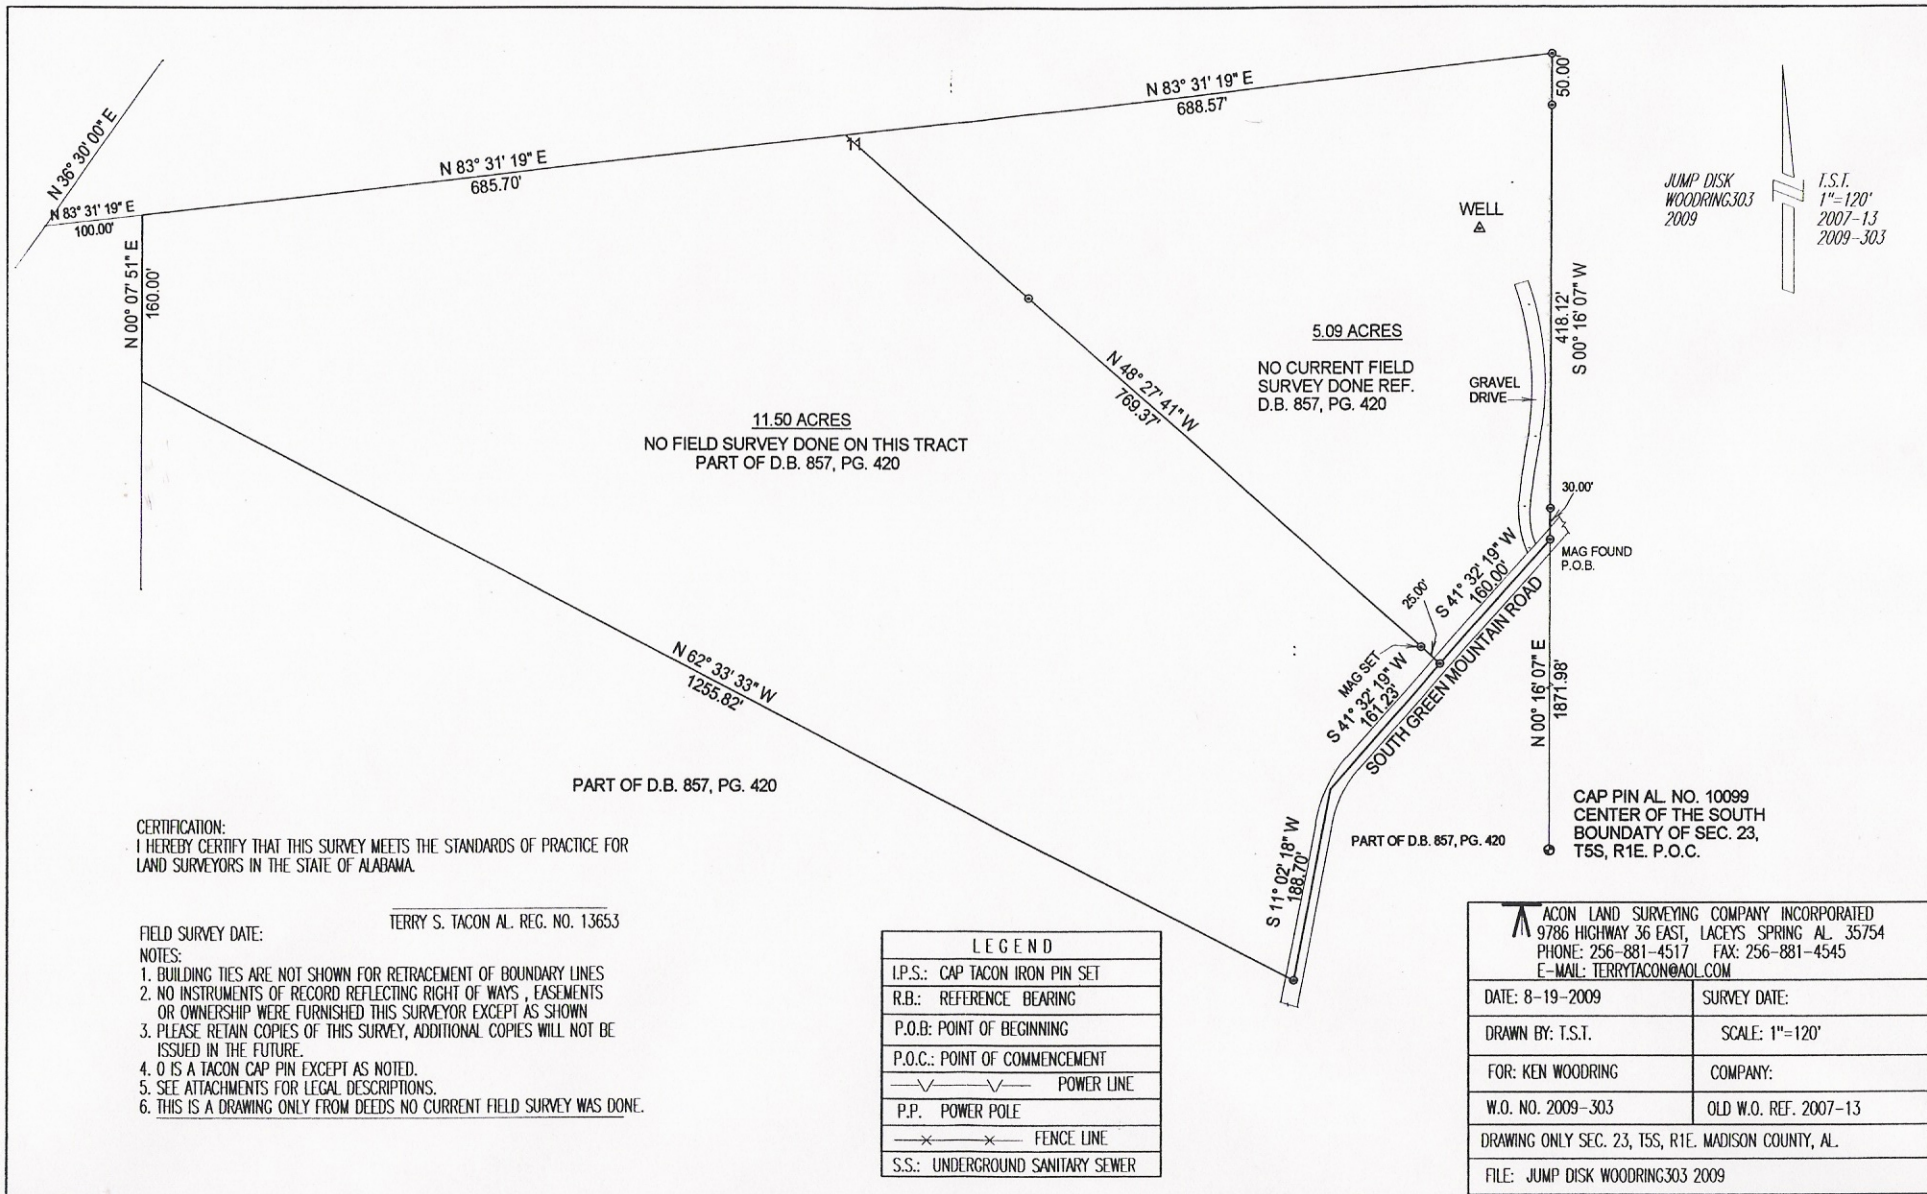 N 36° 30' 00" E
N 83° 31' 19" E
100.00'
N 00° 07' 51" E
160.00'
N 83° 31' 19" E
685.70'
11
N 83° 31' 19" E
688.57'
50.00'
WELL
JUMP DISK
WOODRING303
2009
T.S.T.
1"=120'
2007-13
2009-303
418.12'
S 00° 16' 07" W
5.09 ACRES
NO CURRENT FIELD
SURVEY DONE REF.
D.B. 857, PG. 420
GRAVEL
DRIVE
N 48° 27' 41" W
769.37'
11.50 ACRES
NO FIELD SURVEY DONE ON THIS TRACT
PART OF D.B. 857, PG. 420
30.00'
MAG FOUND
P.O.B.
S 41° 32' 19" W
160.00'
25.00'
MAG SET
S 41° 32' 19" W
161.23'
SOUTH GREEN MOUNTAIN ROAD
N 00° 16' 07" E
1871.98'
N 62° 33' 33" W
1255.82'
S 11° 02' 18" W
188.70'
PART OF D.B. 857, PG. 420
PART OF D.B. 857, PG. 420
CAP PIN AL. NO. 10099
CENTER OF THE SOUTH
BOUNDATY OF SEC. 23,
T5S, R1E. P.O.C.
CERTIFICATION:
I HEREBY CERTIFY THAT THIS SURVEY MEETS THE STANDARDS OF PRACTICE FOR
LAND SURVEYORS IN THE STATE OF ALABAMA.
TERRY S. TACON AL. REG. NO. 13653
FIELD SURVEY DATE:
NOTES:
1. BUILDING TIES ARE NOT SHOWN FOR RETRACEMENT OF BOUNDARY LINES
2. NO INSTRUMENTS OF RECORD REFLECTING RIGHT OF WAYS , EASEMENTS
OR OWNERSHIP WERE FURNISHED THIS SURVEYOR EXCEPT AS SHOWN
3. PLEASE RETAIN COPIES OF THIS SURVEY, ADDITIONAL COPIES WILL NOT BE
ISSUED IN THE FUTURE.
4. O IS A TACON CAP PIN EXCEPT AS NOTED.
5. SEE ATTACHMENTS FOR LEGAL DESCRIPTIONS.
6. THIS IS A DRAWING ONLY FROM DEEDS NO CURRENT FIELD SURVEY WAS DONE.
LEGEND
I.P.S.: CAP TACON IRON PIN SET
R.B.: REFERENCE BEARING
P.O.B: POINT OF BEGINNING
P.O.C.: POINT OF COMMENCEMENT
POWER LINE
P.P. POWER POLE
FENCE LINE
S.S.: UNDERGROUND SANITARY SEWER
TACON LAND SURVEYING COMPANY INCORPORATED
9786 HIGHWAY 36 EAST, LACEYS SPRING AL. 35754
PHONE: 256-881-4517 FAX: 256-881-4545
E-MAIL: TERRYTACON@AOL.COM
DATE: 8-19-2009
SURVEY DATE:
DRAWN BY: T.S.T.
SCALE: 1"=120'
FOR: KEN WOODRING
COMPANY:
W.O. NO. 2009-303
OLD W.O. REF. 2007-13
DRAWING ONLY SEC. 23, T5S, R1E. MADISON COUNTY, AL.
FILE: JUMP DISK WOODRING303 2009